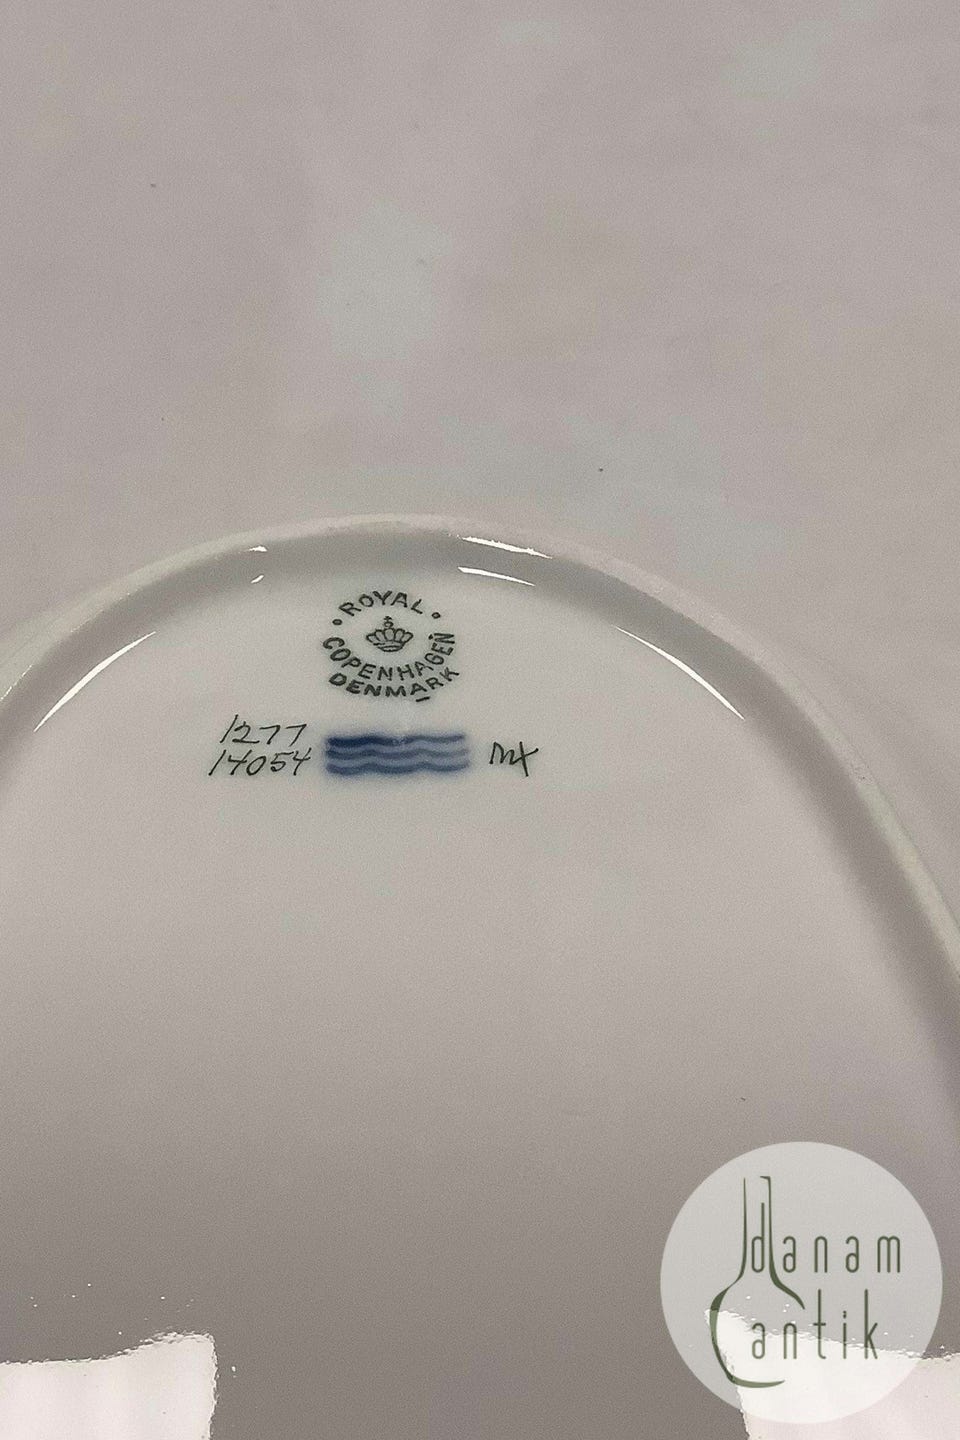 ROYAL
COPENHAGEN
DENMARK
1277
14054
danam
antik